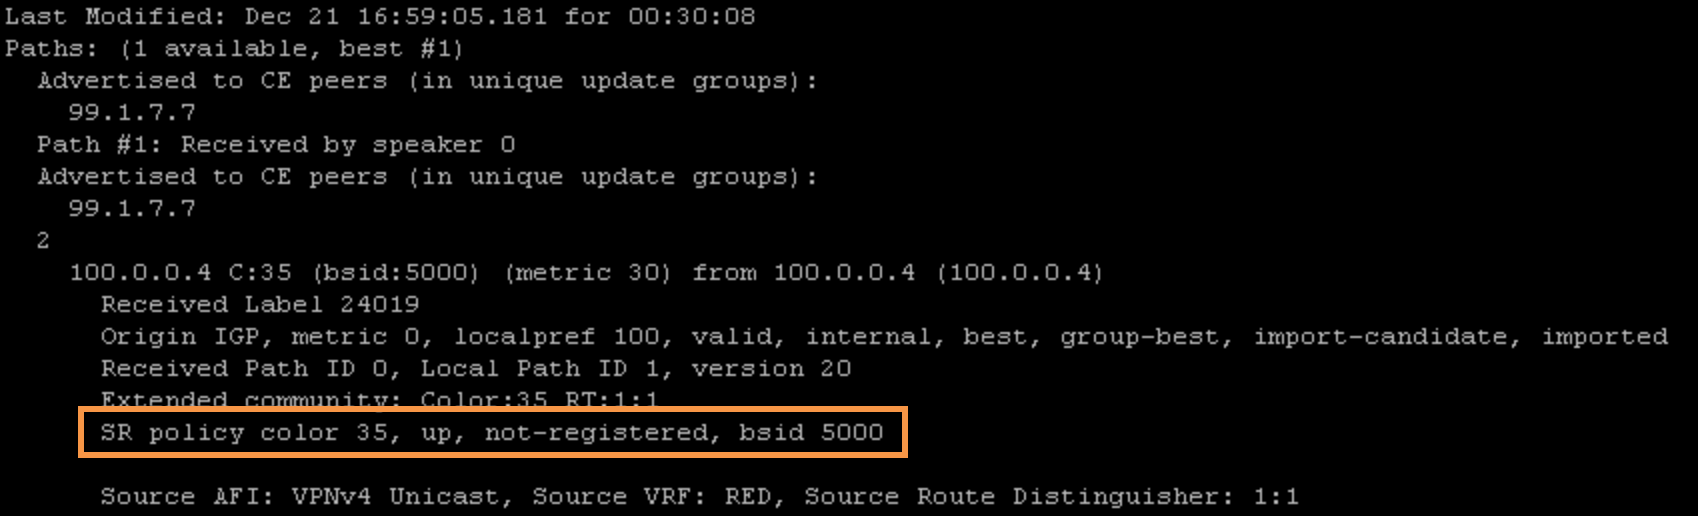 Last Modified: Dec 21 16:59:05.181 for 00:30:08
Paths: (1 available, best #1)
Advertised to CE peers (in unique update groups):
99.1.7.7
Path #1: Received by speaker 0
Advertised to CE peers (in unique update groups):
99.1.7.7
2
100.0.0.4 C:35 (bsid:5000) (metric 30) from 100.0.0.4 (100.0.0.4)
Received Label 24019
Origin IGP, metric 0, localpref 100, valid, internal, best, group-best, import-candidate, imported
Received Path ID 0, Local Path ID 1, version 20
Extended community: Color:35 RT:1:1
SR policy color 35, up, not-registered, bsid 5000
Source AFI: VPNv4 Unicast, Source VRF: RED, Source Route Distinguisher: 1:1